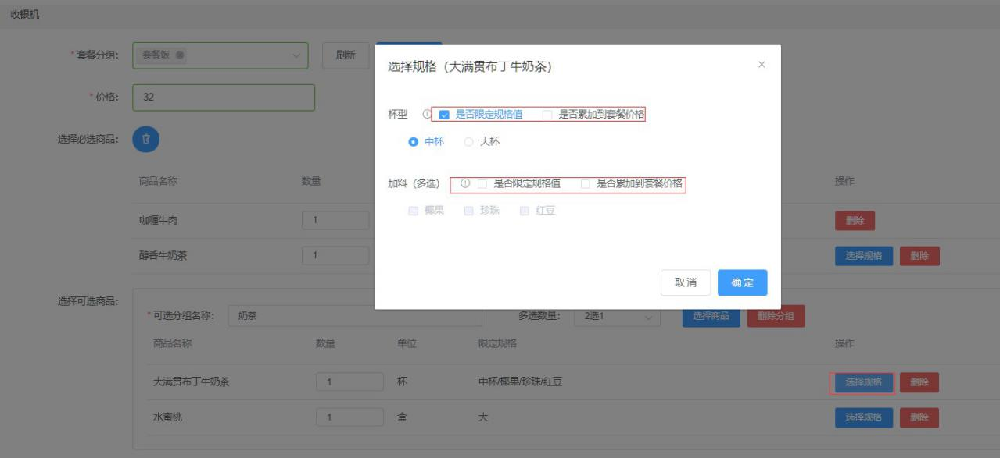 收银机
* 套餐分组: 套餐饭 刷新
选择规格（大满贯布丁牛奶茶）
* 价格: 32
杯型 是否限定规格值 是否累加到套餐价格
选择必选商品: 中杯 大杯
商品名称 数量 操作
加料（多选） 是否限定规格值 是否累加到套餐价格
椰果 珍珠 红豆
咖喱牛肉 1 删除
醇香牛奶茶 1 选择规格 删除
取消 确定
选择可选商品:
* 可选分组名称: 奶茶 多选数量: 2选1 选择商品 删除分组
商品名称 数量 单位 限定规格 操作
大满贯布丁牛奶茶 1 杯 中杯/椰果/珍珠/红豆 选择规格 删除
水蜜桃 1 盒 大 选择规格 删除